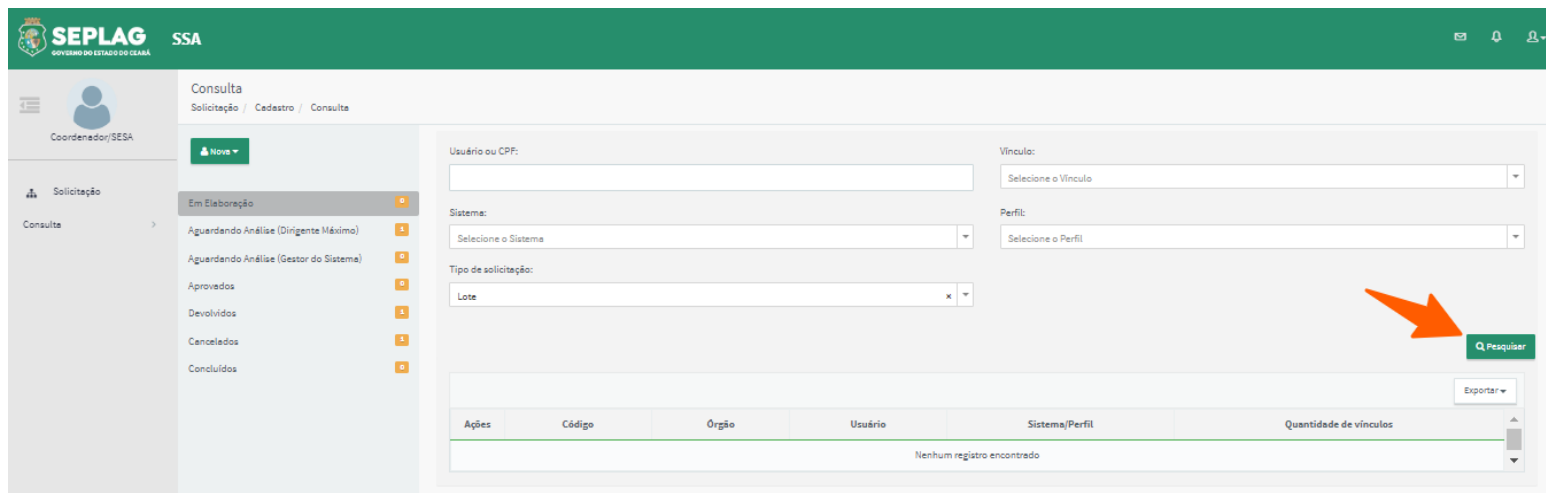 SEPLAG
GOVERNO DO ESTADO DO CEARÁ
SSA
Coordenador/SESA
Solicitação
Consulta
Consulta
Solicitação / Cadastro / Consulta
Nova
Em Elaboração 0
Aguardando Análise (Dirigente Máximo) 1
Aguardando Análise (Gestor do Sistema) 0
Aprovados 0
Devolvidos 1
Cancelados 1
Concluídos 0
Usuário ou CPF:
Vínculo:
Selecione o Vínculo
Sistema:
Perfil:
Selecione o Sistema
Selecione o Perfil
Tipo de solicitação:
Lote ×
Pesquisar
Exportar
Ações Código Órgão Usuário Sistema/Perfil Quantidade de vínculos
Nenhum registro encontrado